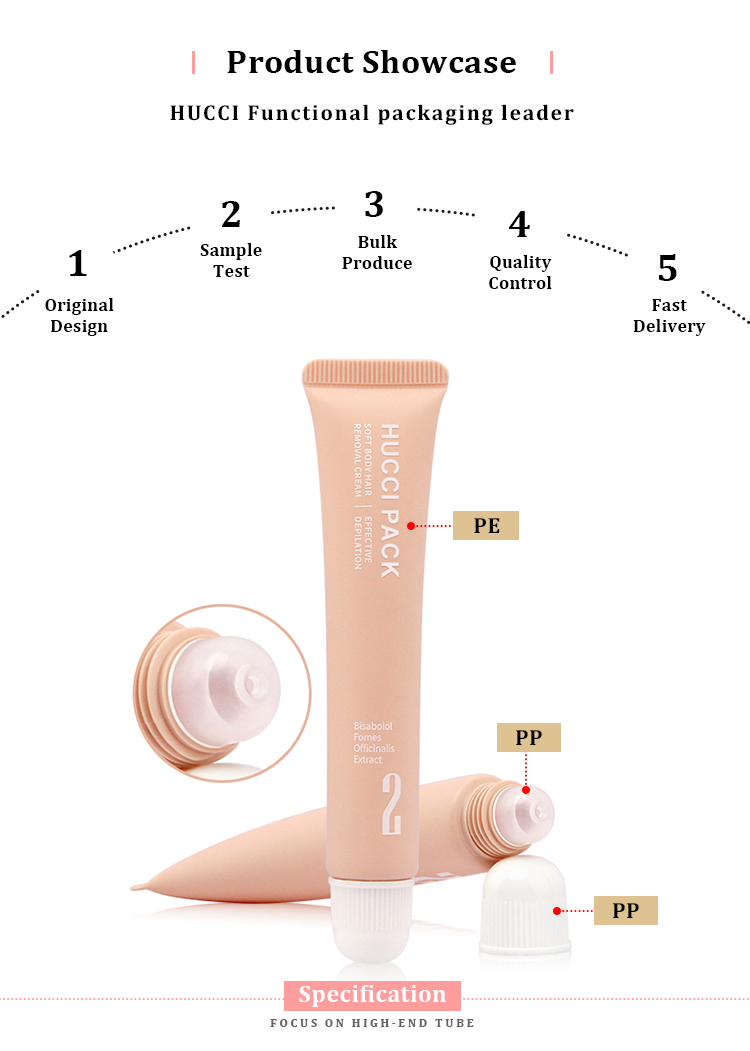 Product Showcase
HUCCI Functional packaging leader
1
Original
Design
2
Sample
Test
3
Bulk
Produce
4
Quality
Control
5
Fast
Delivery
HUCCI PACK
SOFT BODY HAIR | EFFECTIVE
REMOVAL CREAM | DEPILATION
PE
Bisabolol
Fomes
Officinalis
Extract
2
PP
PP
Specification
FOCUS ON HIGH-END TUBE